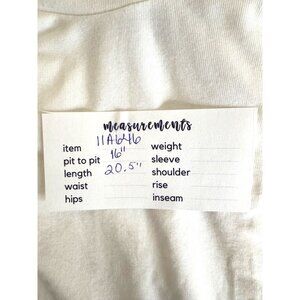 measurements
item 11A646 weight
pit to pit 16" sleeve
length 20.5" shoulder
waist rise
hips inseam